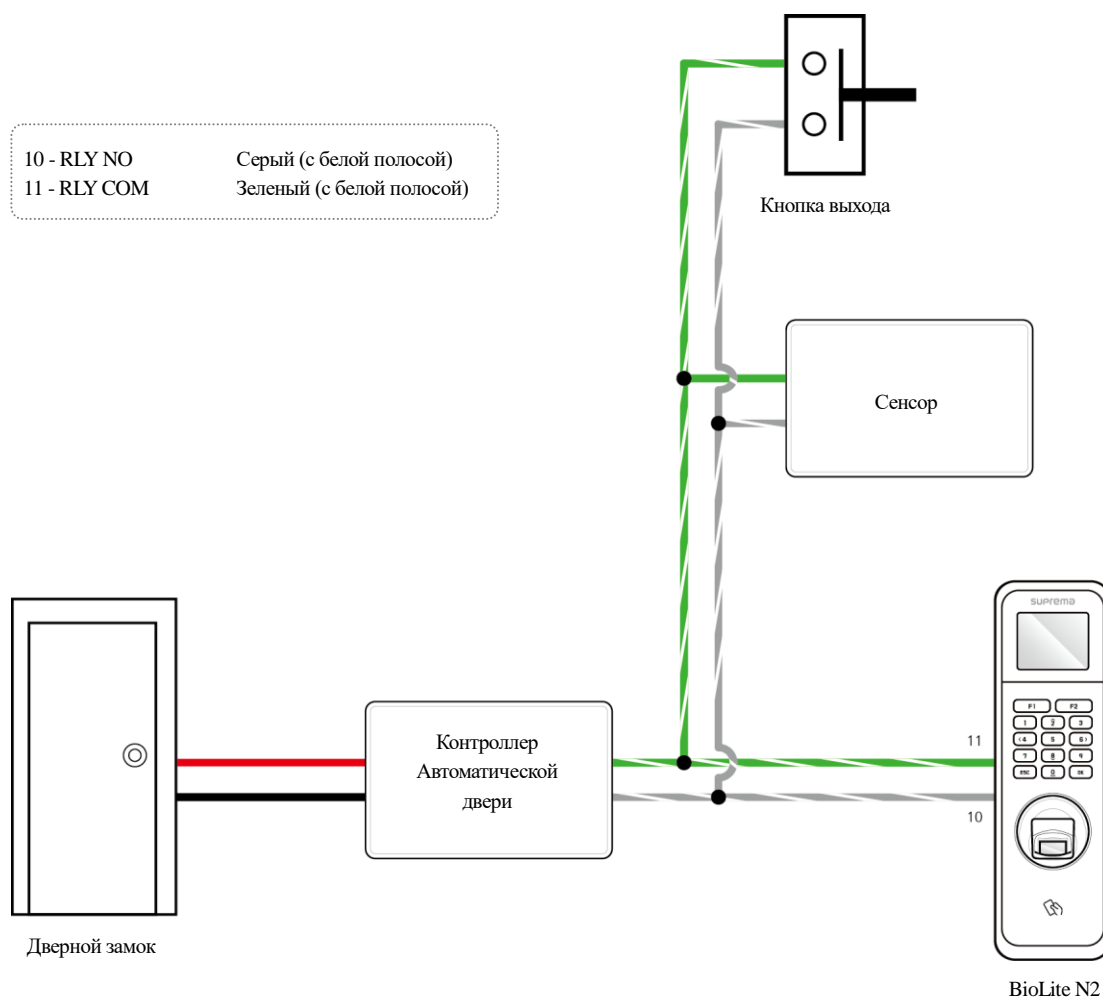 10 - RLY NO Серый (с белой полосой)
11 - RLY COM Зеленый (с белой полосой)
Кнопка выхода
Сенсор
suprema
F1 F2
1 2 3
<4 5 6>
7 8 9
ESC 0 OK
11
10
Контроллер
Автоматической
двери
Дверной замок
BioLite N2